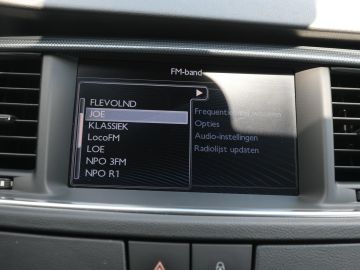 FM-band
FLEVOLND
JOE
KLASSIEK
LocoFM
LOE
NPO 3FM
NPO R1
Opties
Audio-instellingen
Radiolijst updaten